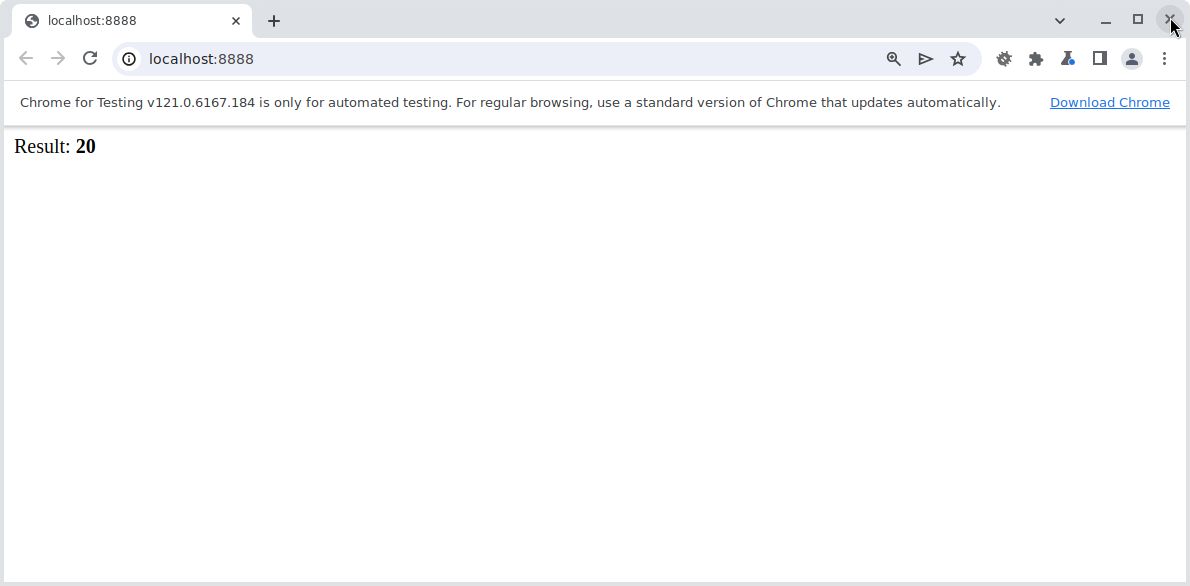 localhost:8888
localhost:8888
Chrome for Testing v121.0.6167.184 is only for automated testing. For regular browsing, use a standard version of Chrome that updates automatically. Download Chrome
Result: 20